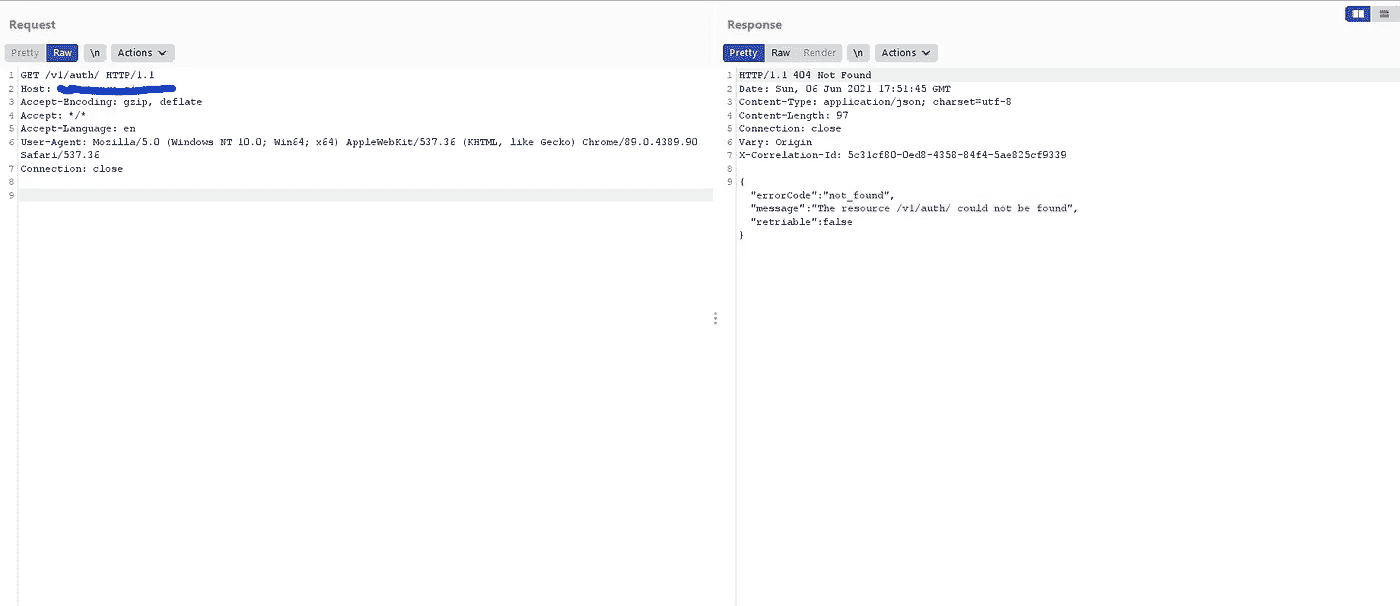 Request
Pretty Raw \n Actions
1 GET /v1/auth/ HTTP/1.1
2 Host:
3 Accept-Encoding: gzip, deflate
4 Accept: */*
5 Accept-Language: en
6 User-Agent: Mozilla/5.0 (Windows NT 10.0; Win64; x64) AppleWebKit/537.36 (KHTML, like Gecko) Chrome/89.0.4389.90
Safari/537.36
7 Connection: close
8
9
Response
Pretty Raw Render \n Actions
1 HTTP/1.1 404 Not Found
2 Date: Sun, 06 Jun 2021 17:51:45 GMT
3 Content-Type: application/json; charset=utf-8
4 Content-Length: 97
5 Connection: close
6 Vary: Origin
7 X-Correlation-Id: 5c31cf80-0ed8-4358-84f4-5ae825cf9339
8
9 {
"errorCode":"not_found",
"message":"The resource /v1/auth/ could not be found",
"retriable":false
}